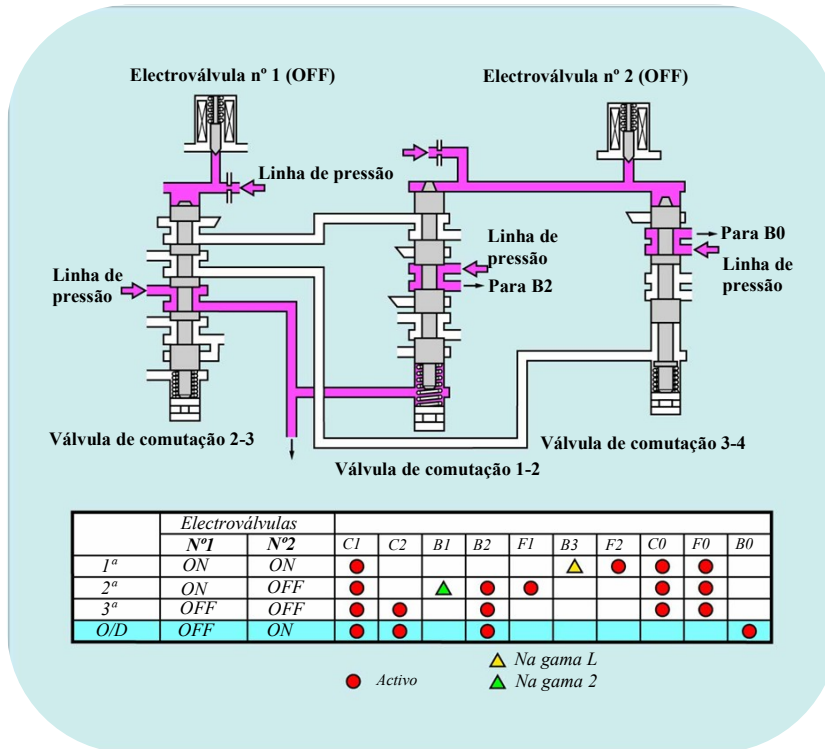 Electroválvula nº 1 (OFF)
Electroválvula nº 2 (OFF)
Linha de pressão
Linha de
pressão
Linha de
pressão
Para B2
Para B0
Linha de
pressão
Válvula de comutação 2-3
Válvula de comutação 1-2
Válvula de comutação 3-4
Electroválvulas
Nº1 Nº2 C1 C2 B1 B2 F1 B3 F2 C0 F0 B0
1ª ON ON
2ª ON OFF
3ª OFF OFF
O/D OFF ON
Activo
Na gama L
Na gama 2